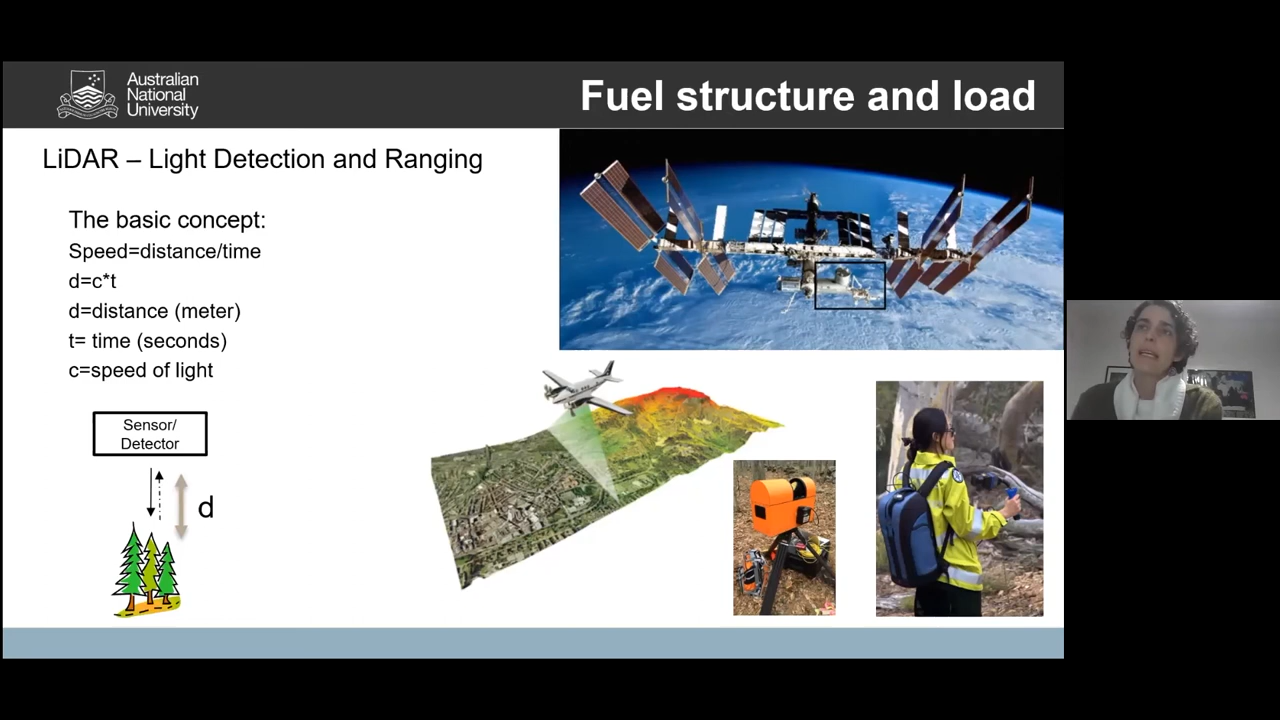 Australian
National
University
Fuel structure and load
LiDAR – Light Detection and Ranging
The basic concept:
Speed=distance/time
d=c*t
d=distance (meter)
t= time (seconds)
c=speed of light
Sensor/
Detector
d